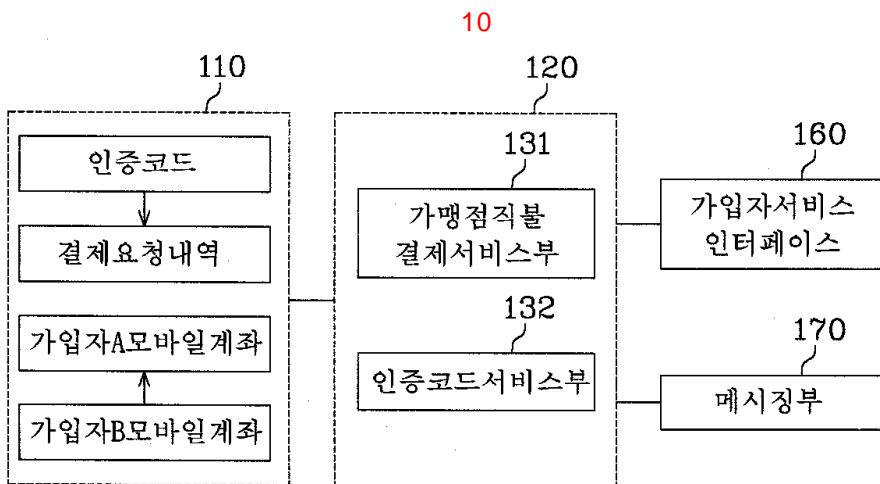 10
110
120
인증코드
결제요청내역
가입자A모바일계좌
가입자B모바일계좌
131
가맹점직불
결제서비스부
132
인증코드서비스부
160
가입자서비스
인터페이스
170
메시징부